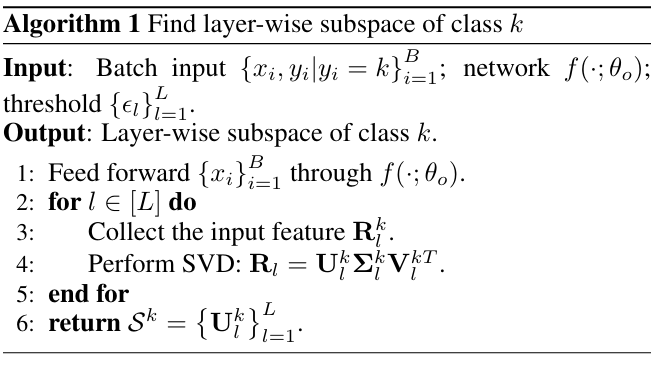 Algorithm 1 Find layer-wise subspace of class $k$
Input: Batch input $\{x_i, y_i | y_i = k\}_{i=1}^{B}$; network $f(\cdot; \theta_o)$;
threshold $\{\epsilon_l\}_{l=1}^{L}$.
Output: Layer-wise subspace of class $k$.
1: Feed forward $\{x_i\}_{i=1}^{B}$ through $f(\cdot; \theta_o)$.
2: for $l \in [L]$ do
3: Collect the input feature $\mathbf{R}_l^k$.
4: Perform SVD: $\mathbf{R}_l = \mathbf{U}_l^k \mathbf{\Sigma}_l^k \mathbf{V}_l^{kT}$.
5: end for
6: return $\mathcal{S}^k = \{\mathbf{U}_l^k\}_{l=1}^{L}$.